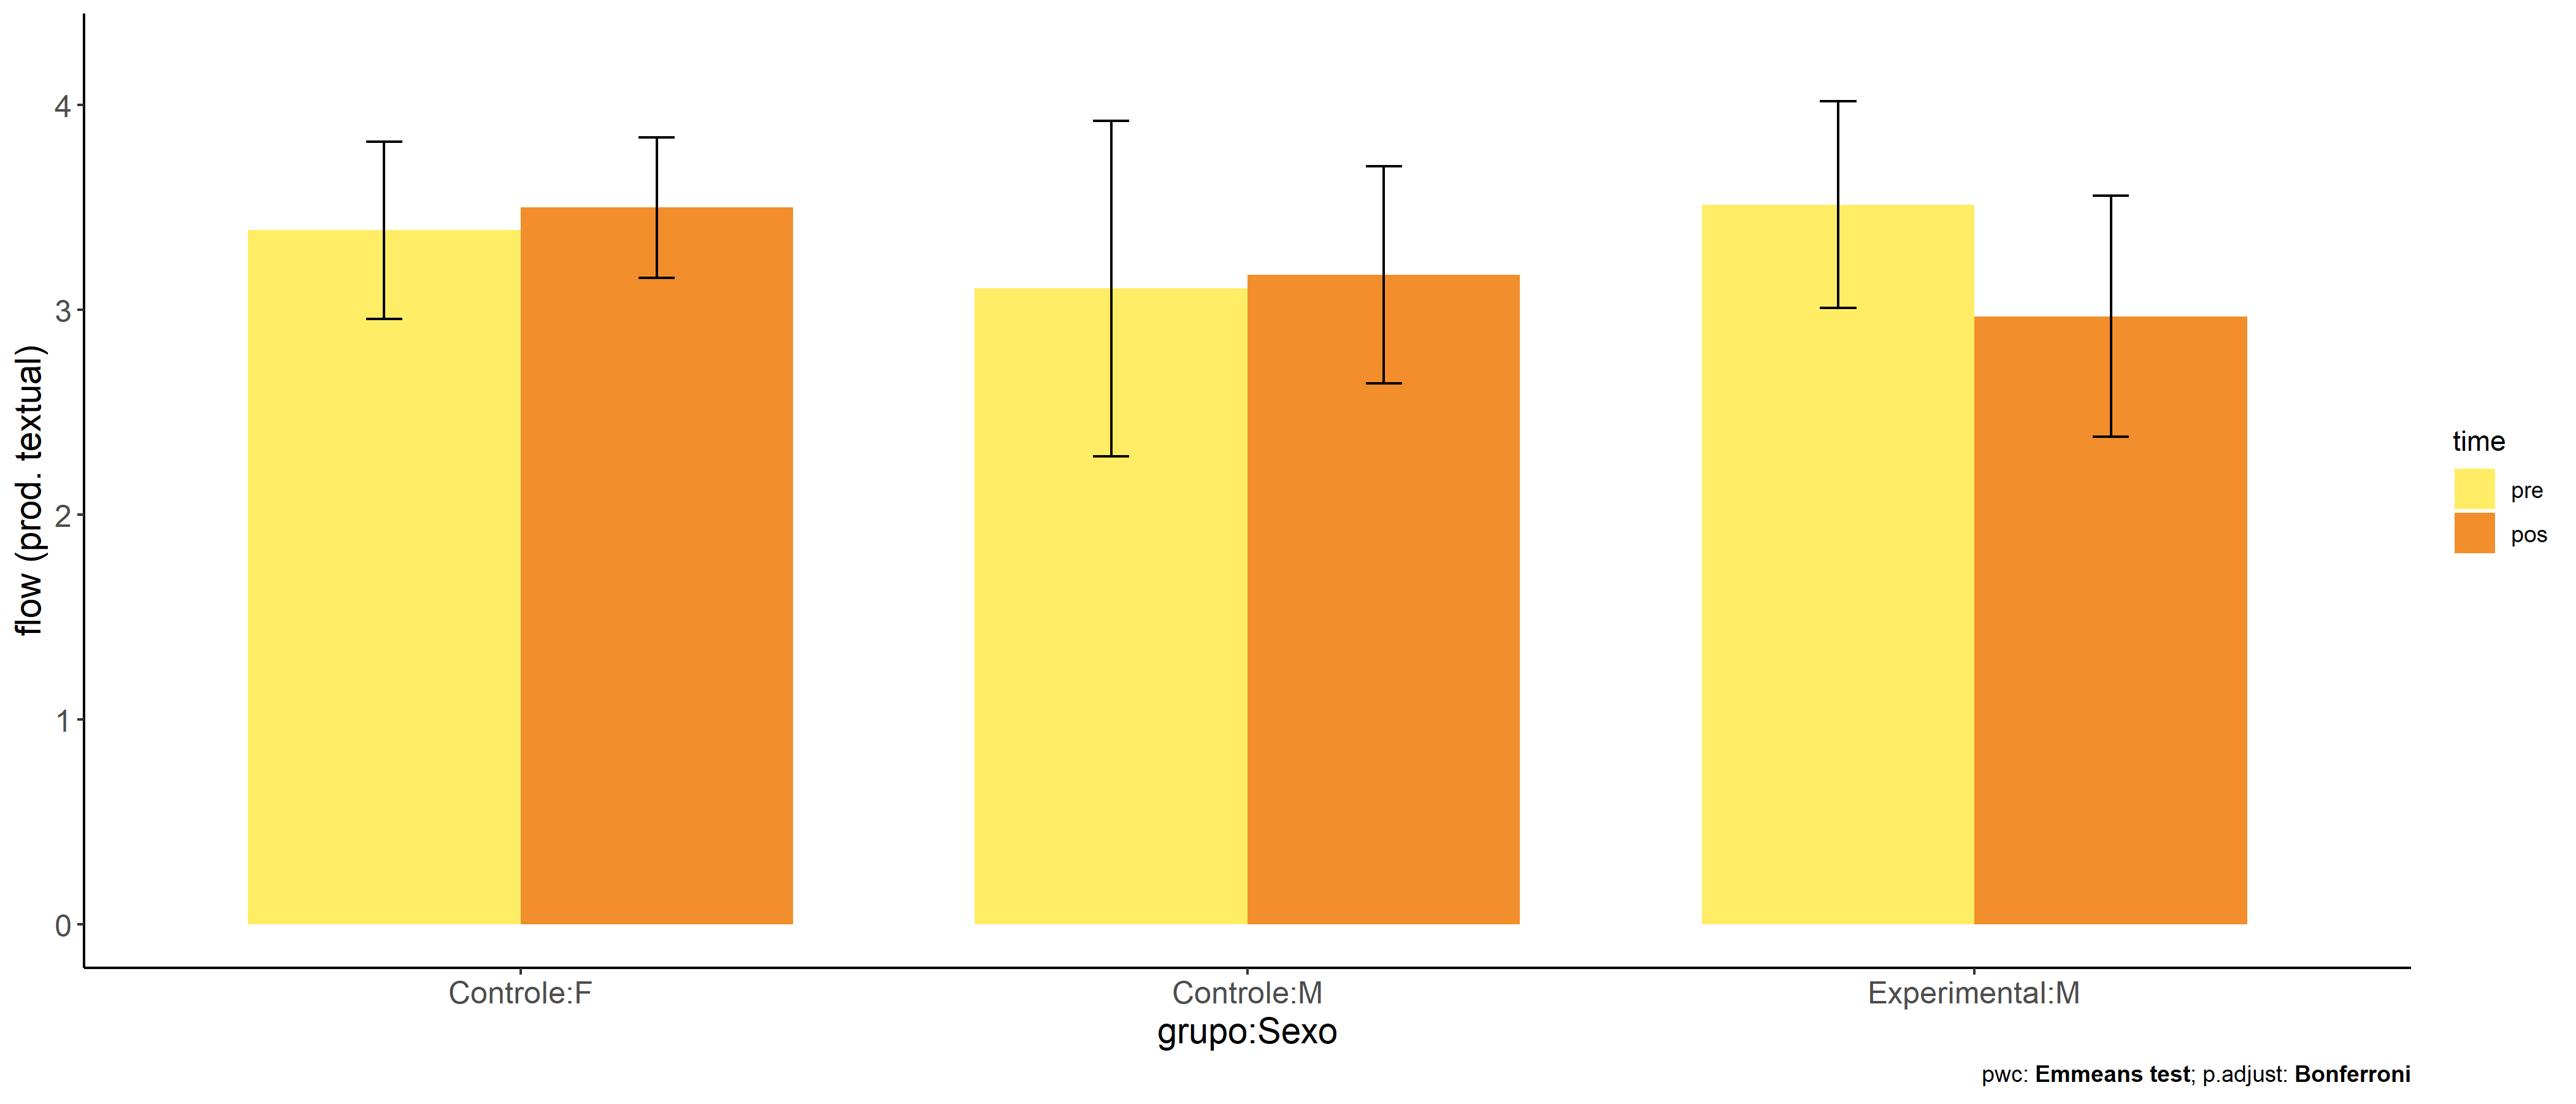 flow (prod. textual)
4
3
2
1
0
Controle:F
Controle:M
Experimental:M
grupo:Sexo
time
pre
pos
pwc: Emmeans test; p.adjust: Bonferroni